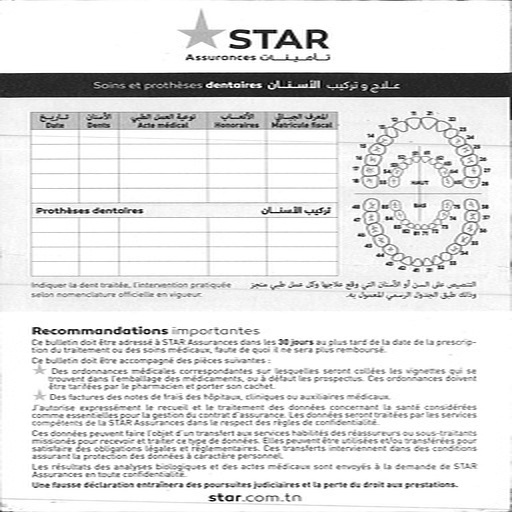 STAR
Assurances تـأمـيـنـات
Soins et prothèses dentaires علاج و تركيب الأسـنـان
تـاريـخ الأسنان نوعية العمل الطبي الأتعـاب المعرف الجبـائي
Date Dents Acte médical Honoraires Matricule fiscal
Prothèses dentaires تركيب الأسـنـان
HAUT
BAS
Indiquer la dent traitée, l'intervention pratiquée
selon nomenclature officielle en vigueur.
التنصيص على السن أو الأسنان التي وقع علاجها وكل عمل طبي منجز
وذلك طبق الجدول الرسمي المعمول به.
Recommandations importantes
Ce bulletin doit être adressé à STAR Assurances dans les 30 jours au plus tard de la date de la prescrip-
tion du traitement ou des soins médicaux, faute de quoi il ne sera plus remboursé.
Ce bulletin doit être accompagné des pièces suivantes :
Des ordonnances médicales correspondantes sur lesquelles seront collées les vignettes qui se
trouvent dans l'emballage des médicaments, ou à défaut les prospectus. Ces ordonnances doivent
être tarifées par le pharmacien et porter son cachet.
Des factures des notes de frais des hôpitaux, cliniques ou auxiliaires médicaux.
J'autorise expressément le recueil et le traitement des données concernant la santé considérées
comme essentielles pour la gestion du contrat d'assurance. Les données seront traitées par les services
compétents de la STAR Assurances dans le respect des règles de confidentialité.
Ces données peuvent faire l'objet d'un transfert aux services habilités des réassureurs ou sous-traitants
missionés pour recevoir et traiter ce type de données. Elles peuvent être utilisées et/ou transférées pour
satisfaire des obligations légales et réglementaires. Ces transferts interviennent dans des conditions
assurant la protection des données à caractère personnel.
Les résultats des analyses biologiques et des actes médicaux sont envoyés à la demande de STAR
Assurances en toute confidentialité.
Une fausse déclaration entraînera des poursuites judiciaires et la perte du droit aux prestations.
star.com.tn